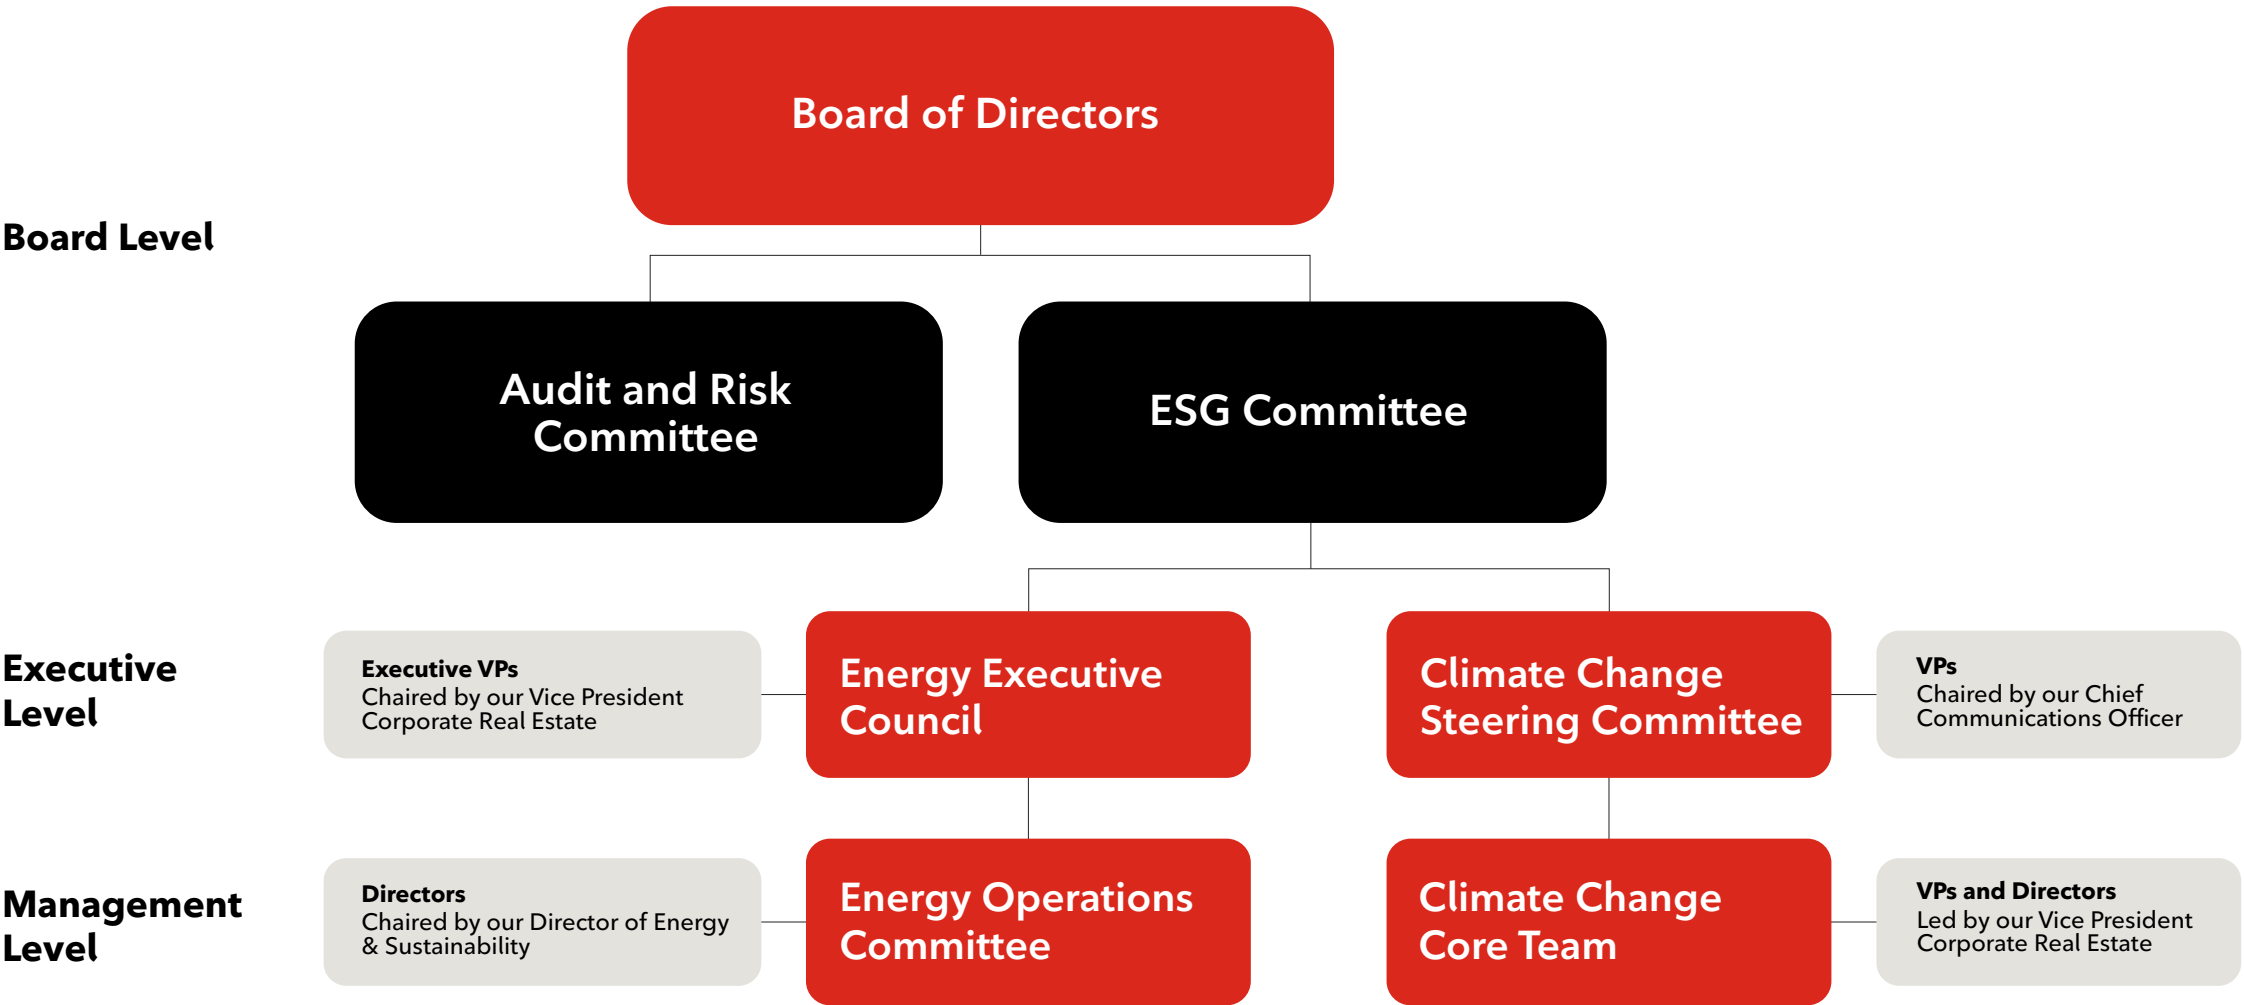 Board of Directors
Board Level
Audit and Risk
Committee
ESG Committee
Executive
Level
Executive VPs
Chaired by our Vice President
Corporate Real Estate
Energy Executive
Council
Climate Change
Steering Committee
VPs
Chaired by our Chief
Communications Officer
Management
Level
Directors
Chaired by our Director of Energy
& Sustainability
Energy Operations
Committee
Climate Change
Core Team
VPs and Directors
Led by our Vice President
Corporate Real Estate